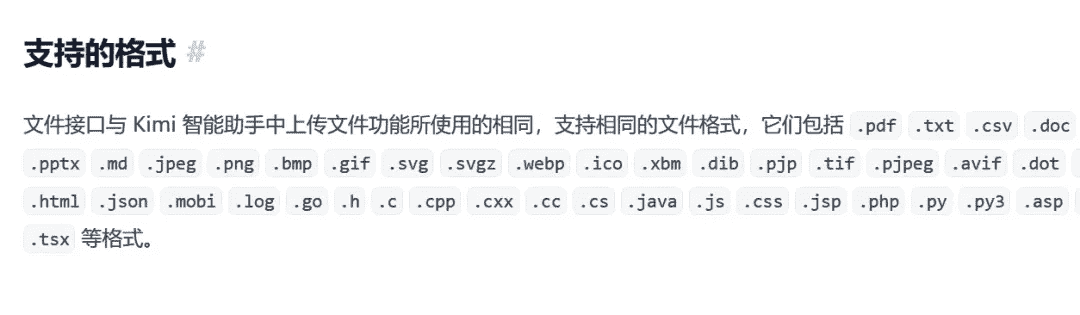 支持的格式 #
文件接口与 Kimi 智能助手中上传文件功能所使用的相同，支持相同的文件格式，它们包括 .pdf .txt .csv .doc
.pptx .md .jpeg .png .bmp .gif .svg .svgz .webp .ico .xbm .dib .pjp .tif .pjpeg .avif .dot
.html .json .mobi .log .go .h .c .cpp .cxx .cc .cs .java .js .css .jsp .php .py .py3 .asp
.tsx 等格式。